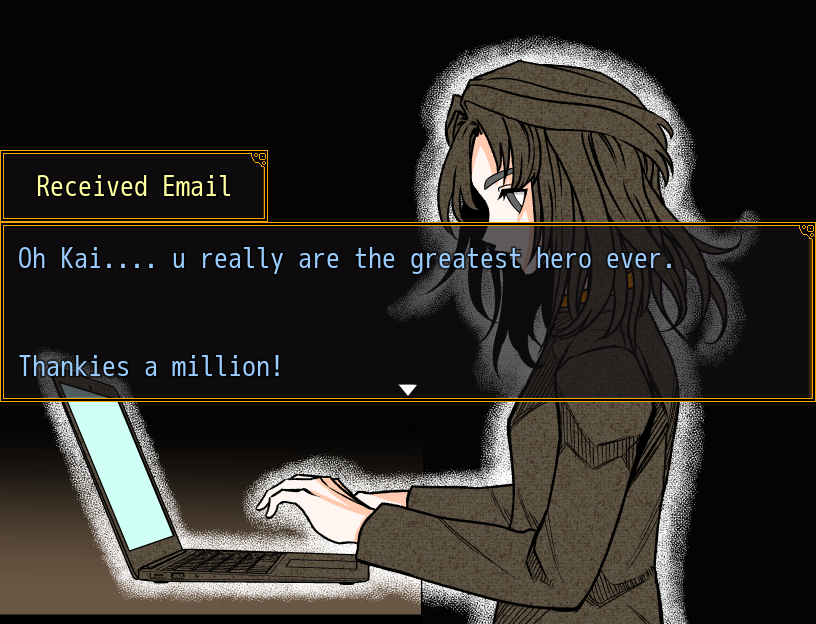 Received Email
Oh Kai.... u really are the greatest hero ever.
Thankies a million!